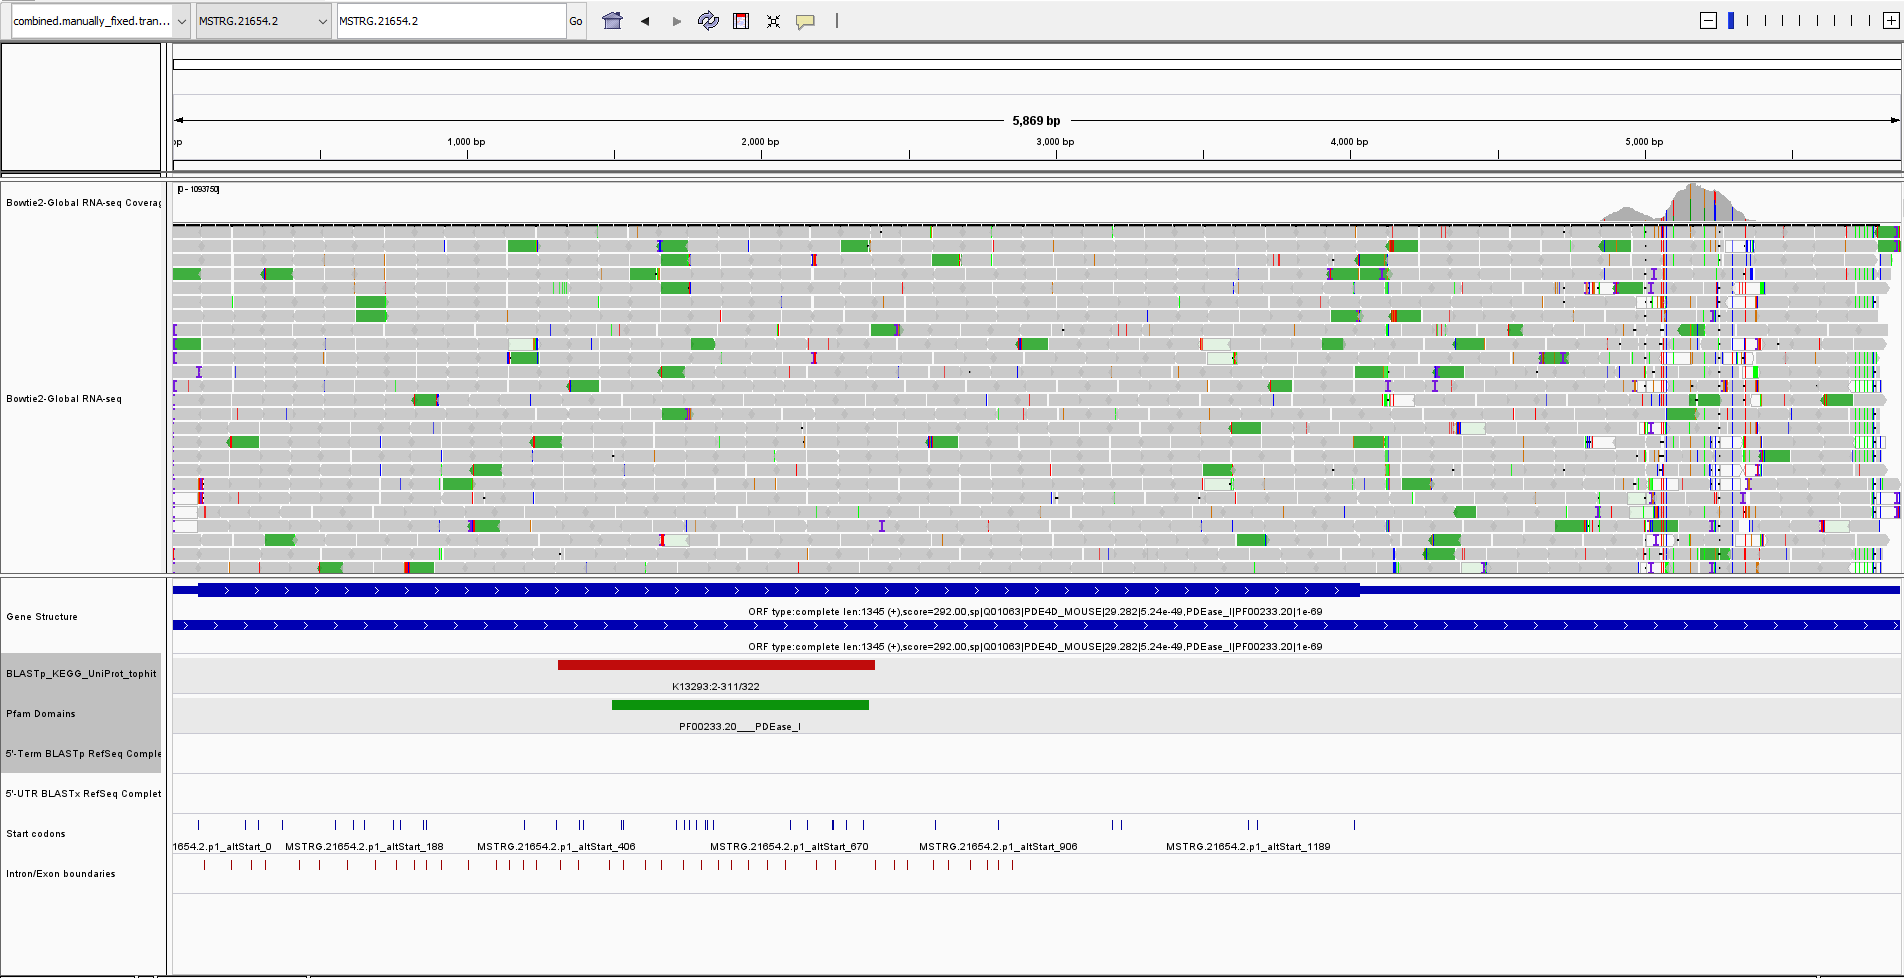 combined.manually_fixed.tran... MSTRG.21654.2 MSTRG.21654.2 Go
5,869 bp
bp 1,000 bp 2,000 bp 3,000 bp 4,000 bp 5,000 bp
[0 - 1093750]
Bowtie2-Global RNA-seq Coverag
Bowtie2-Global RNA-seq
ORF type:complete len:1345 (+),score=292.00,sp|Q01063|PDE4D_MOUSE|29.282|5.24e-49,PDEase_I|PF00233.20|1e-69
Gene Structure
ORF type:complete len:1345 (+),score=292.00,sp|Q01063|PDE4D_MOUSE|29.282|5.24e-49,PDEase_I|PF00233.20|1e-69
BLASTp_KEGG_UniProt_tophit
K13293:2-311/322
Pfam Domains
PF00233.20___PDEase_I
5'-Term BLASTp RefSeq Comple
5'-UTR BLASTx RefSeq Complet
Start codons
1654.2.p1_altStart_0 MSTRG.21654.2.p1_altStart_188 MSTRG.21654.2.p1_altStart_406 MSTRG.21654.2.p1_altStart_670 MSTRG.21654.2.p1_altStart_906 MSTRG.21654.2.p1_altStart_1189
Intron/Exon boundaries